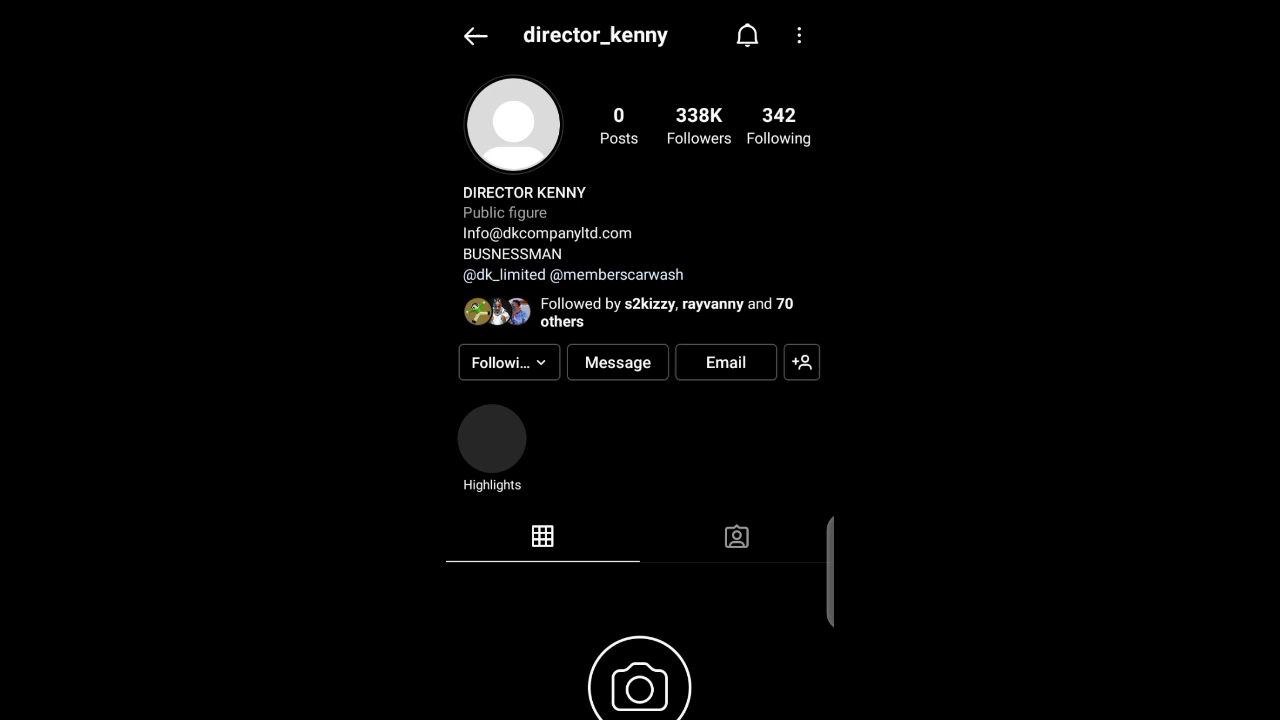 director_kenny
0 338K 342
Posts Followers Following
DIRECTOR KENNY
Public figure
Info@dkcompanyltd.com
BUSNESSMAN
@dk_limited @memberscarwash
Followed by s2kizzy, rayvanny and 70
others
Followi... Message Email
Highlights